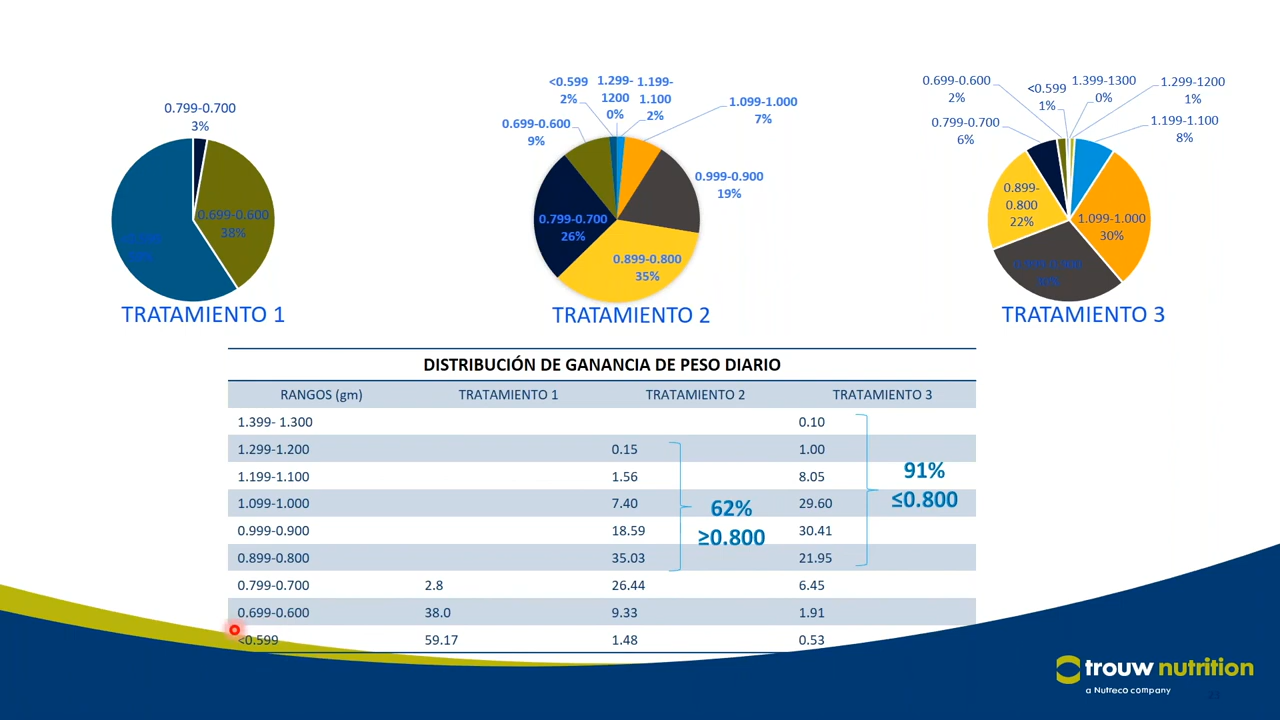 0.799-0.700
3%
0.699-0.600
38%
TRATAMIENTO 1
<0.599
2%
1.299-
1200
0%
1.199-
1.100
2%
1.099-1.000
7%
0.699-0.600
9%
0.999-0.900
19%
0.799-0.700
26%
0.899-0.800
35%
TRATAMIENTO 2
0.699-0.600
2%
<0.599
1%
1.399-1300
0%
1.299-1200
1%
0.799-0.700
6%
1.199-1.100
8%
0.899-
0.800
22%
1.099-1.000
30%
TRATAMIENTO 3
DISTRIBUCIÓN DE GANANCIA DE PESO DIARIO
RANGOS (gm) TRATAMIENTO 1 TRATAMIENTO 2 TRATAMIENTO 3
1.399- 1.300 0.10
1.299-1.200 0.15 1.00
1.199-1.100 1.56 8.05
1.099-1.000 7.40 29.60
0.999-0.900 18.59 30.41
0.899-0.800 35.03 21.95
0.799-0.700 2.8 26.44 6.45
0.699-0.600 38.0 9.33 1.91
<0.599 59.17 1.48 0.53
62%
≥0.800
91%
≤0.800
trouw nutrition
a Nutreco company